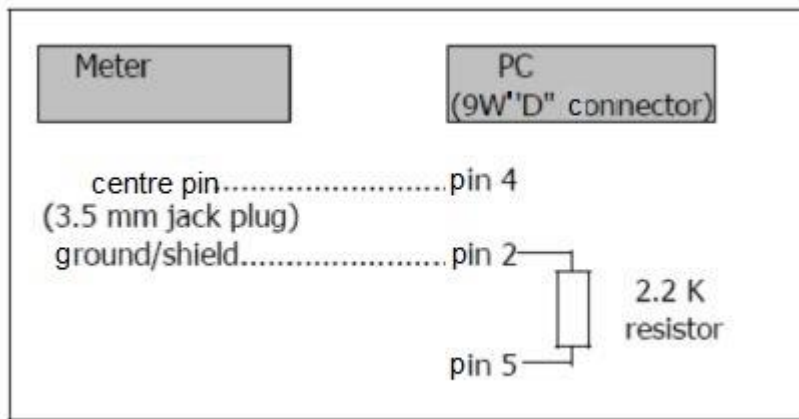 Meter
PC
(9W"D" connector)
centre pin.......................... pin 4
(3.5 mm jack plug)
ground/shield....................... pin 2
2.2 K
resistor
pin 5